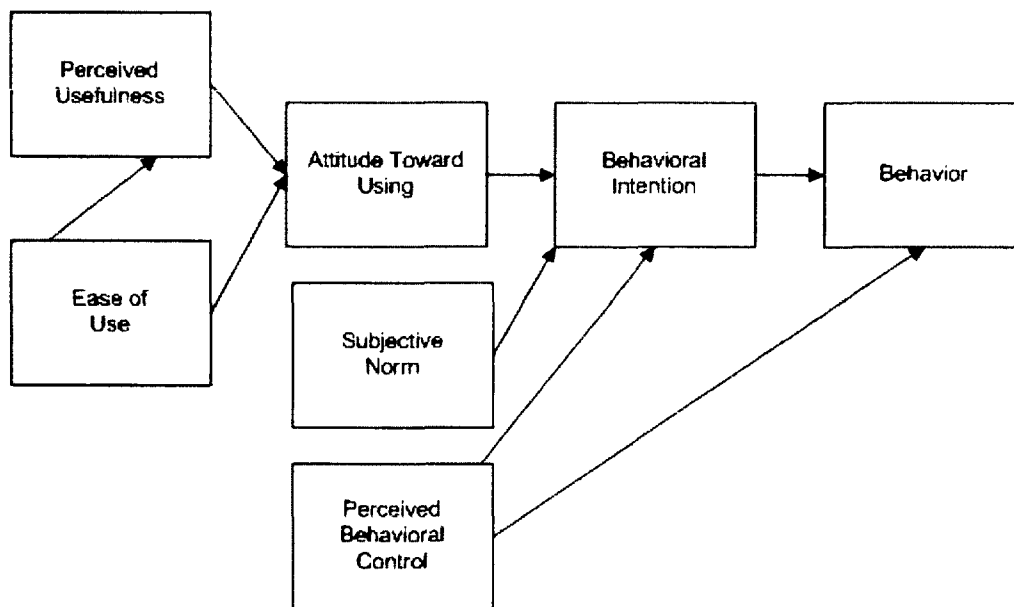 Perceived
Usefulness
Attitude Toward
Using
Behavioral
Intention
Behavior
Ease of
Use
Subjective
Norm
Perceived
Behavioral
Control